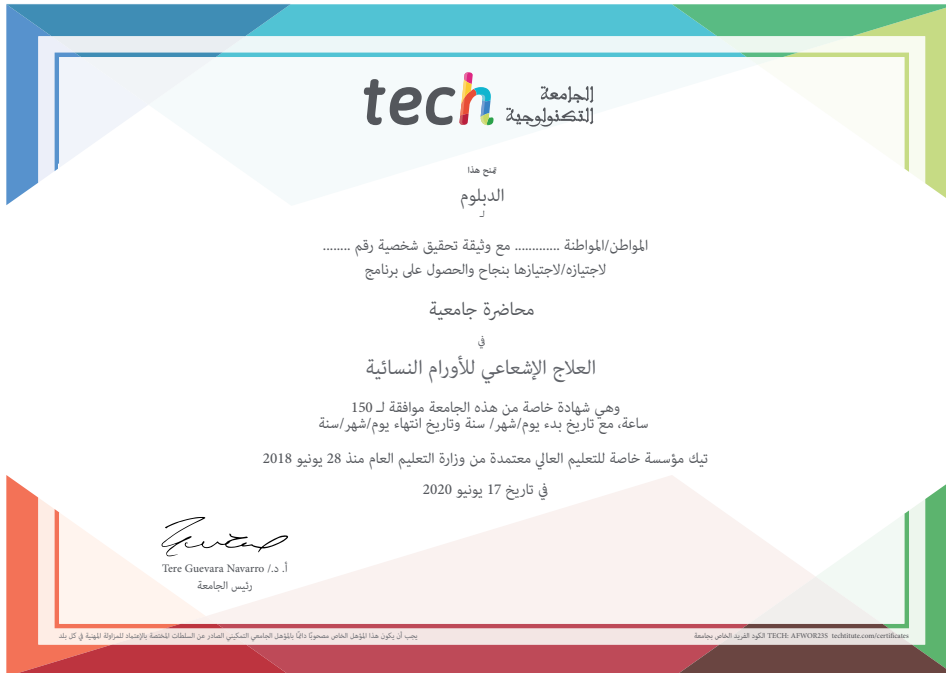 tech الجامعة
التكنولوجية
تمنح هذا
الدبلوم
لـ
المواطن/المواطنة ............ مع وثيقة تحقيق شخصية رقم ........
لاجتيازه/لاجتيازها بنجاح والحصول على برنامج
محاضرة جامعية
في
العلاج الإشعاعي للأورام النسائية
وهي شهادة خاصة من هذه الجامعة موافقة لـ 150
ساعة، مع تاريخ بدء يوم/شهر/ سنة وتاريخ انتهاء يوم/شهر/سنة
تيك مؤسسة خاصة للتعليم العالي معتمدة من وزارة التعليم العام منذ 28 يونيو 2018
في تاريخ 17 يونيو 2020
أ. د./ Tere Guevara Navarro
رئيس الجامعة
يجب أن يكون هذا المؤهل الخاص مصحوبًا دائمًا بالمؤهل الجامعي التمكيني الصادر عن السلطات المختصة بالإعتماد للمزاولة المهنية في كل بلد
الكود الفريد الخاص بجامعة TECH: AFWOR23S techtitute.com/certificates